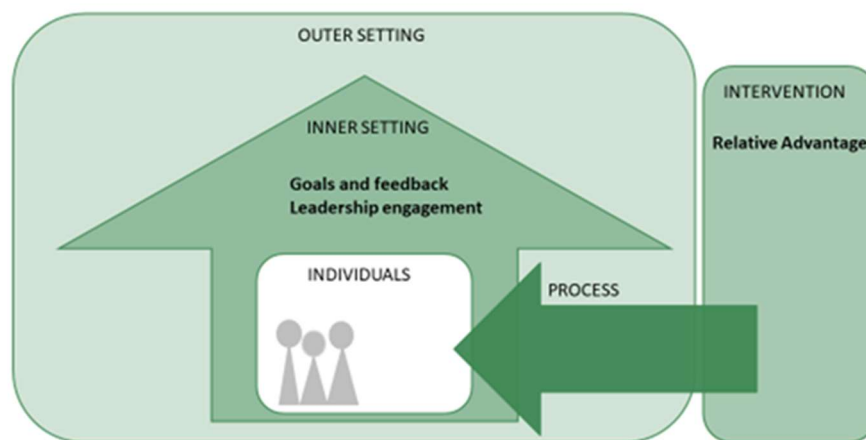 OUTER SETTING
INTERVENTION
INNER SETTING
Relative Advantage
Goals and feedback
Leadership engagement
INDIVIDUALS
PROCESS